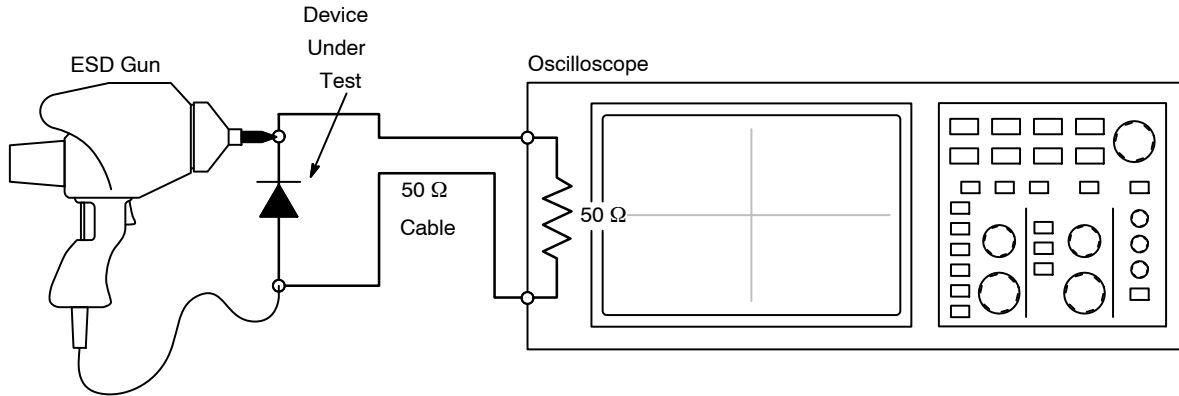 Device
Under
Test
ESD Gun
Oscilloscope
50 Ω
Cable
50 Ω